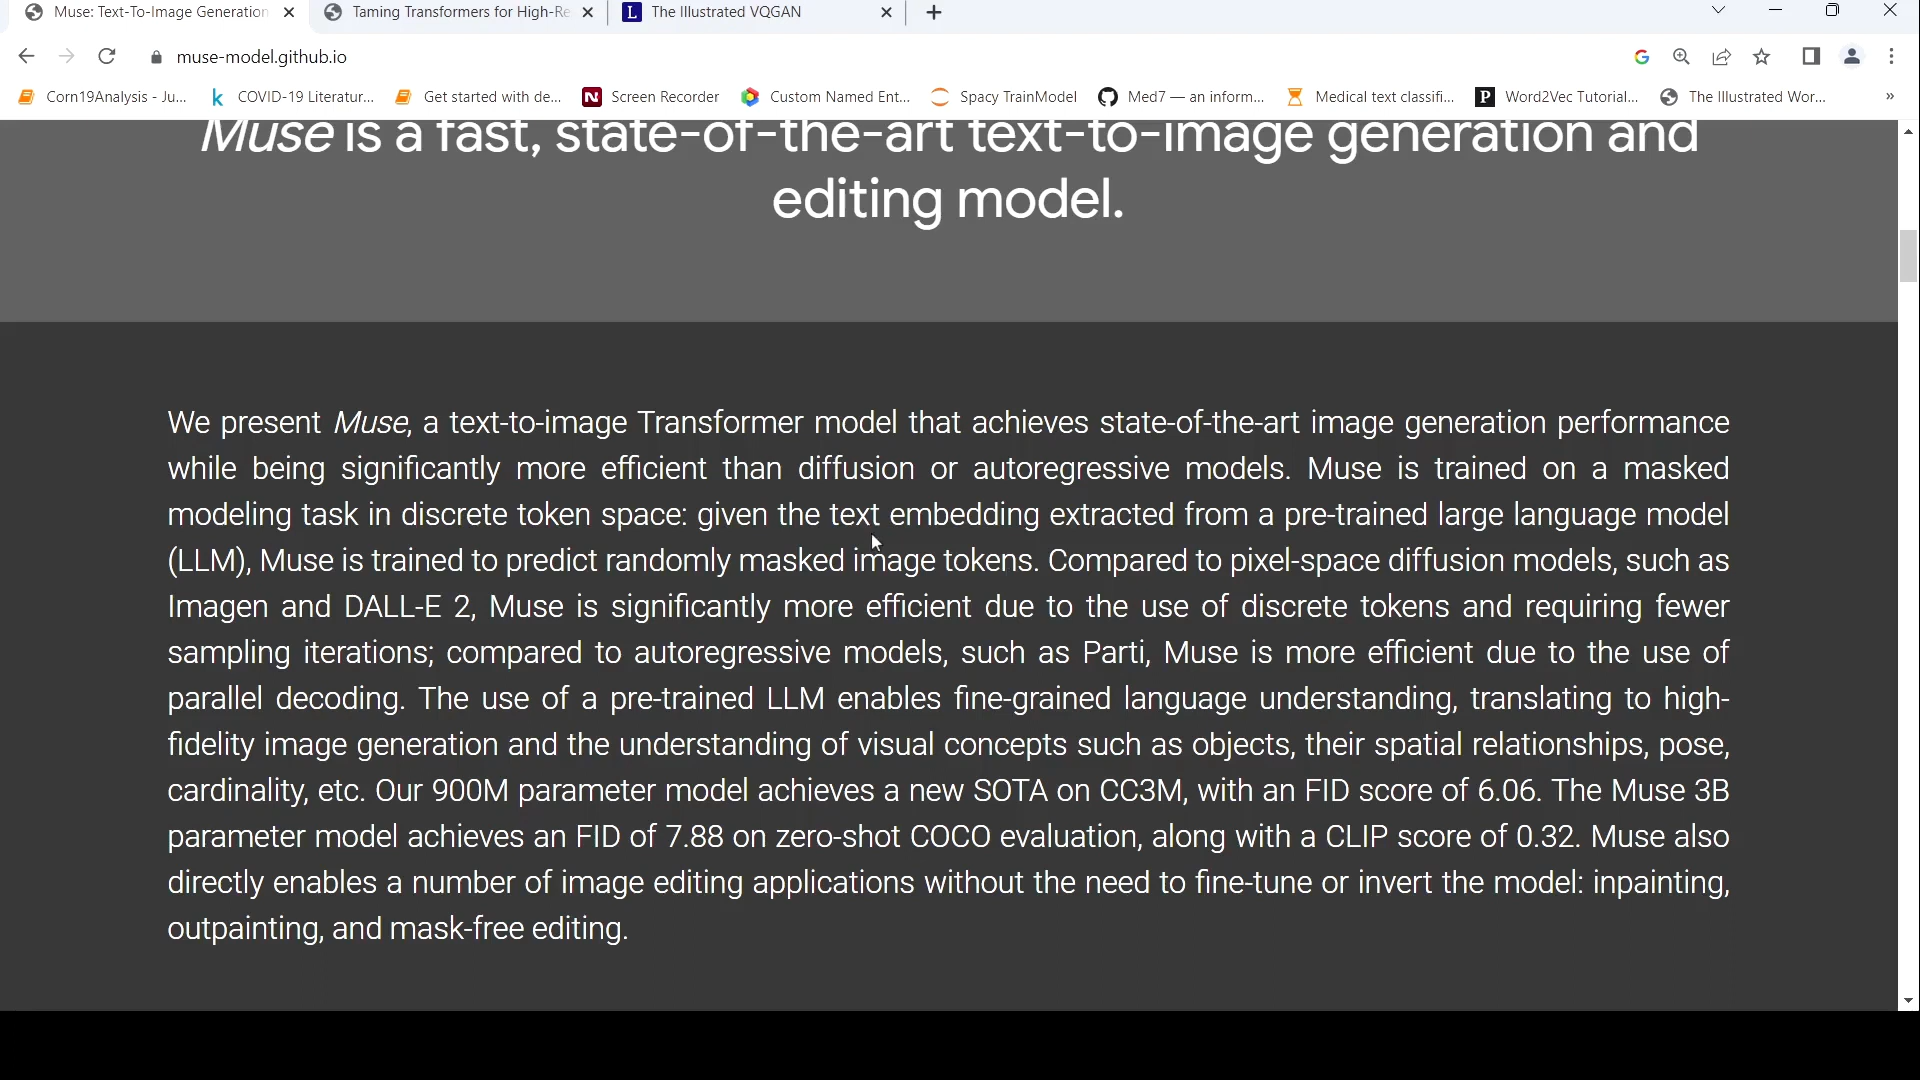 Muse: Text-To-Image Generation
Taming Transformers for High-Re
The Illustrated VQGAN
muse-model.github.io
Corn19Analysis - Ju...
COVID-19 Literatur...
Get started with de...
Screen Recorder
Custom Named Ent...
Spacy TrainModel
Med7 — an inform...
Medical text classifi...
Word2Vec Tutorial...
The Illustrated Wor...
Muse is a fast, state-of-the-art text-to-image generation and
editing model.
We present Muse, a text-to-image Transformer model that achieves state-of-the-art image generation performance
while being significantly more efficient than diffusion or autoregressive models. Muse is trained on a masked
modeling task in discrete token space: given the text embedding extracted from a pre-trained large language model
(LLM), Muse is trained to predict randomly masked image tokens. Compared to pixel-space diffusion models, such as
Imagen and DALL-E 2, Muse is significantly more efficient due to the use of discrete tokens and requiring fewer
sampling iterations; compared to autoregressive models, such as Parti, Muse is more efficient due to the use of
parallel decoding. The use of a pre-trained LLM enables fine-grained language understanding, translating to high-
fidelity image generation and the understanding of visual concepts such as objects, their spatial relationships, pose,
cardinality, etc. Our 900M parameter model achieves a new SOTA on CC3M, with an FID score of 6.06. The Muse 3B
parameter model achieves an FID of 7.88 on zero-shot COCO evaluation, along with a CLIP score of 0.32. Muse also
directly enables a number of image editing applications without the need to fine-tune or invert the model: inpainting,
outpainting, and mask-free editing.